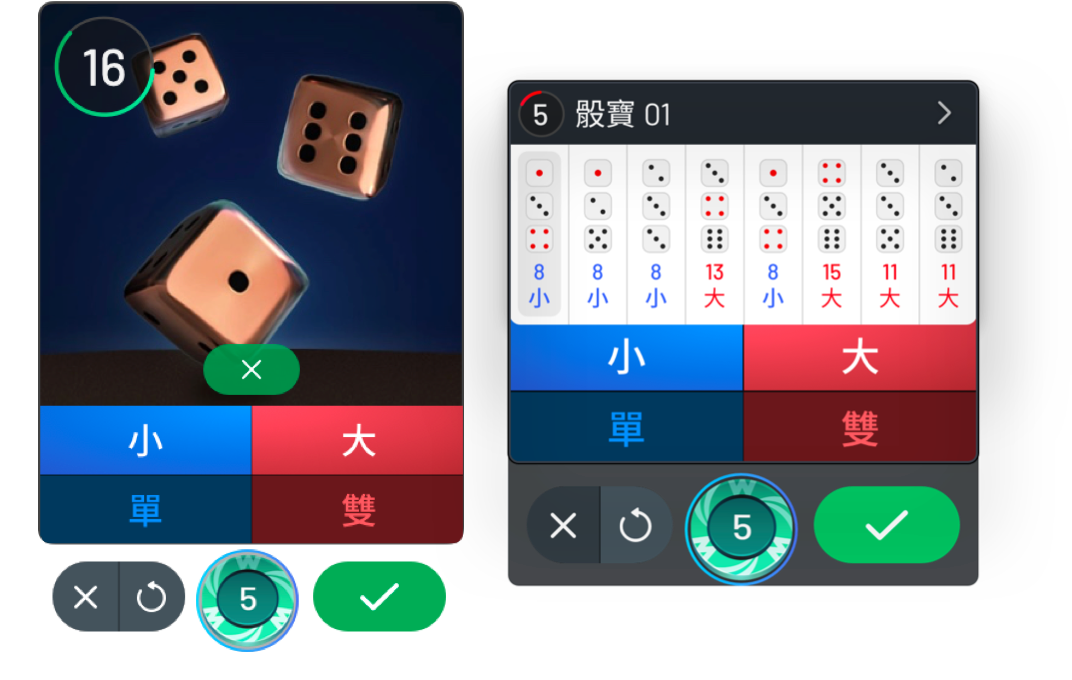 16
小 大
單 雙
5
5 骰寶 01
8 8 8 13 8 15 11 11
小 小 小 大 小 大 大 大
小 大
單 雙
5